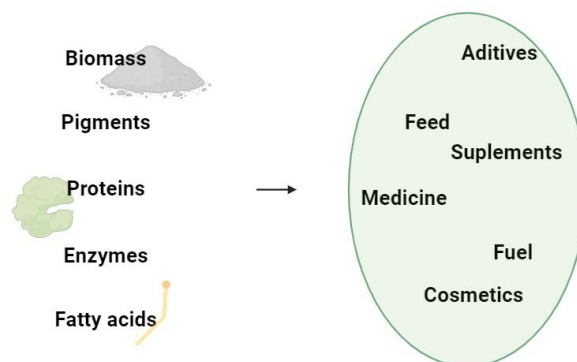 Biomass
Pigments
Proteins
Enzymes
Fatty acids
Aditives
Feed
Suplements
Medicine
Fuel
Cosmetics